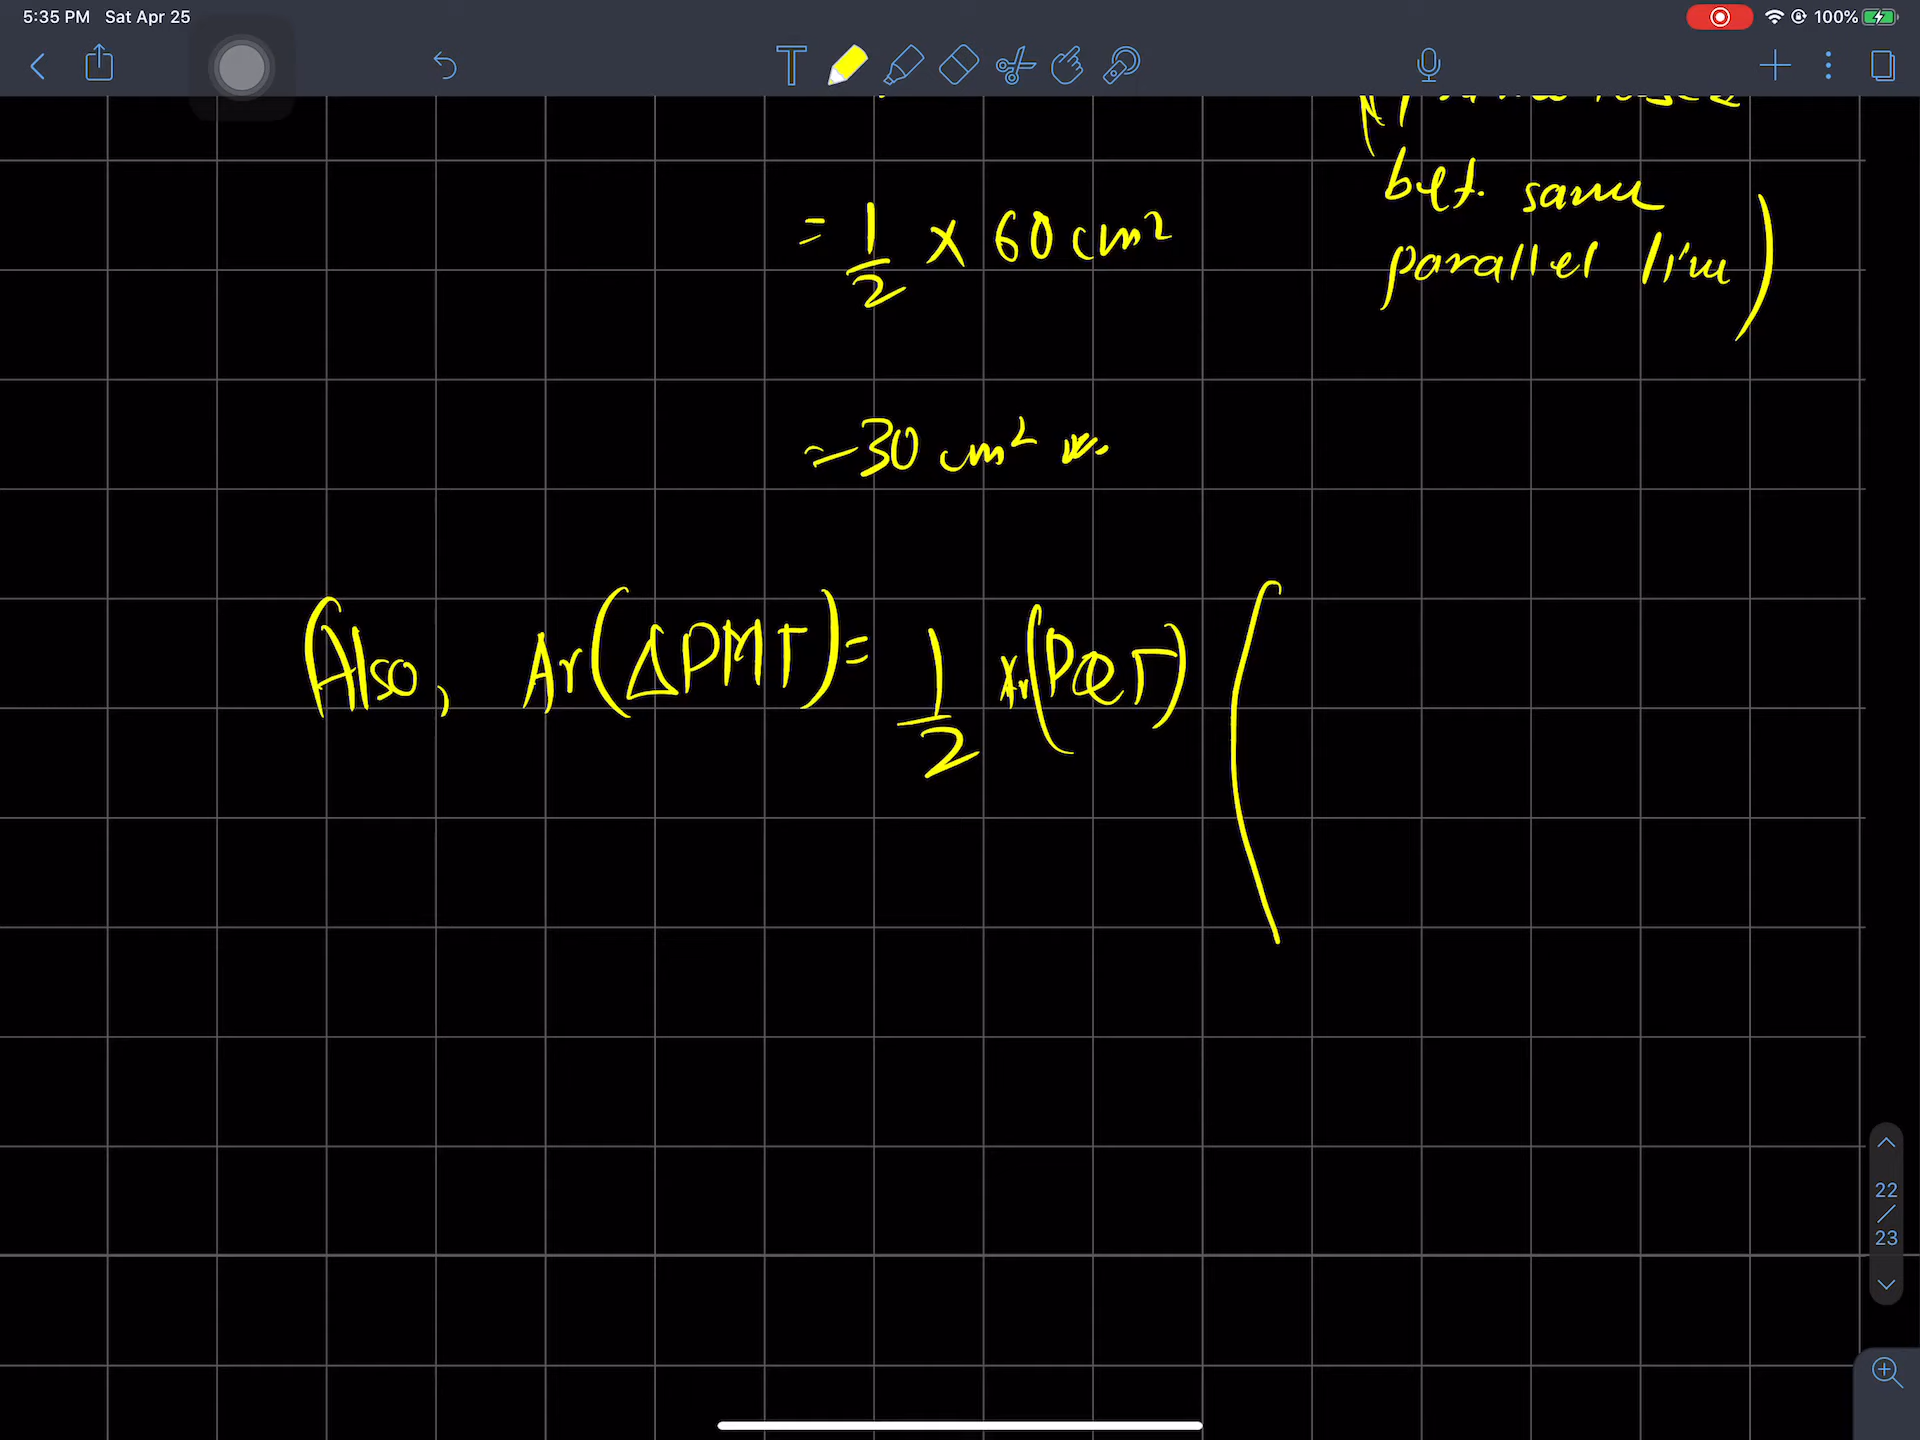 5:35 PM Sat Apr 25
100%
bet. same
parallel line)
= 1/2 × 60 cm²
= 30 cm²
Also, Ar(ΔPMT) = 1/2 Ar(PQT) (
22
/
23